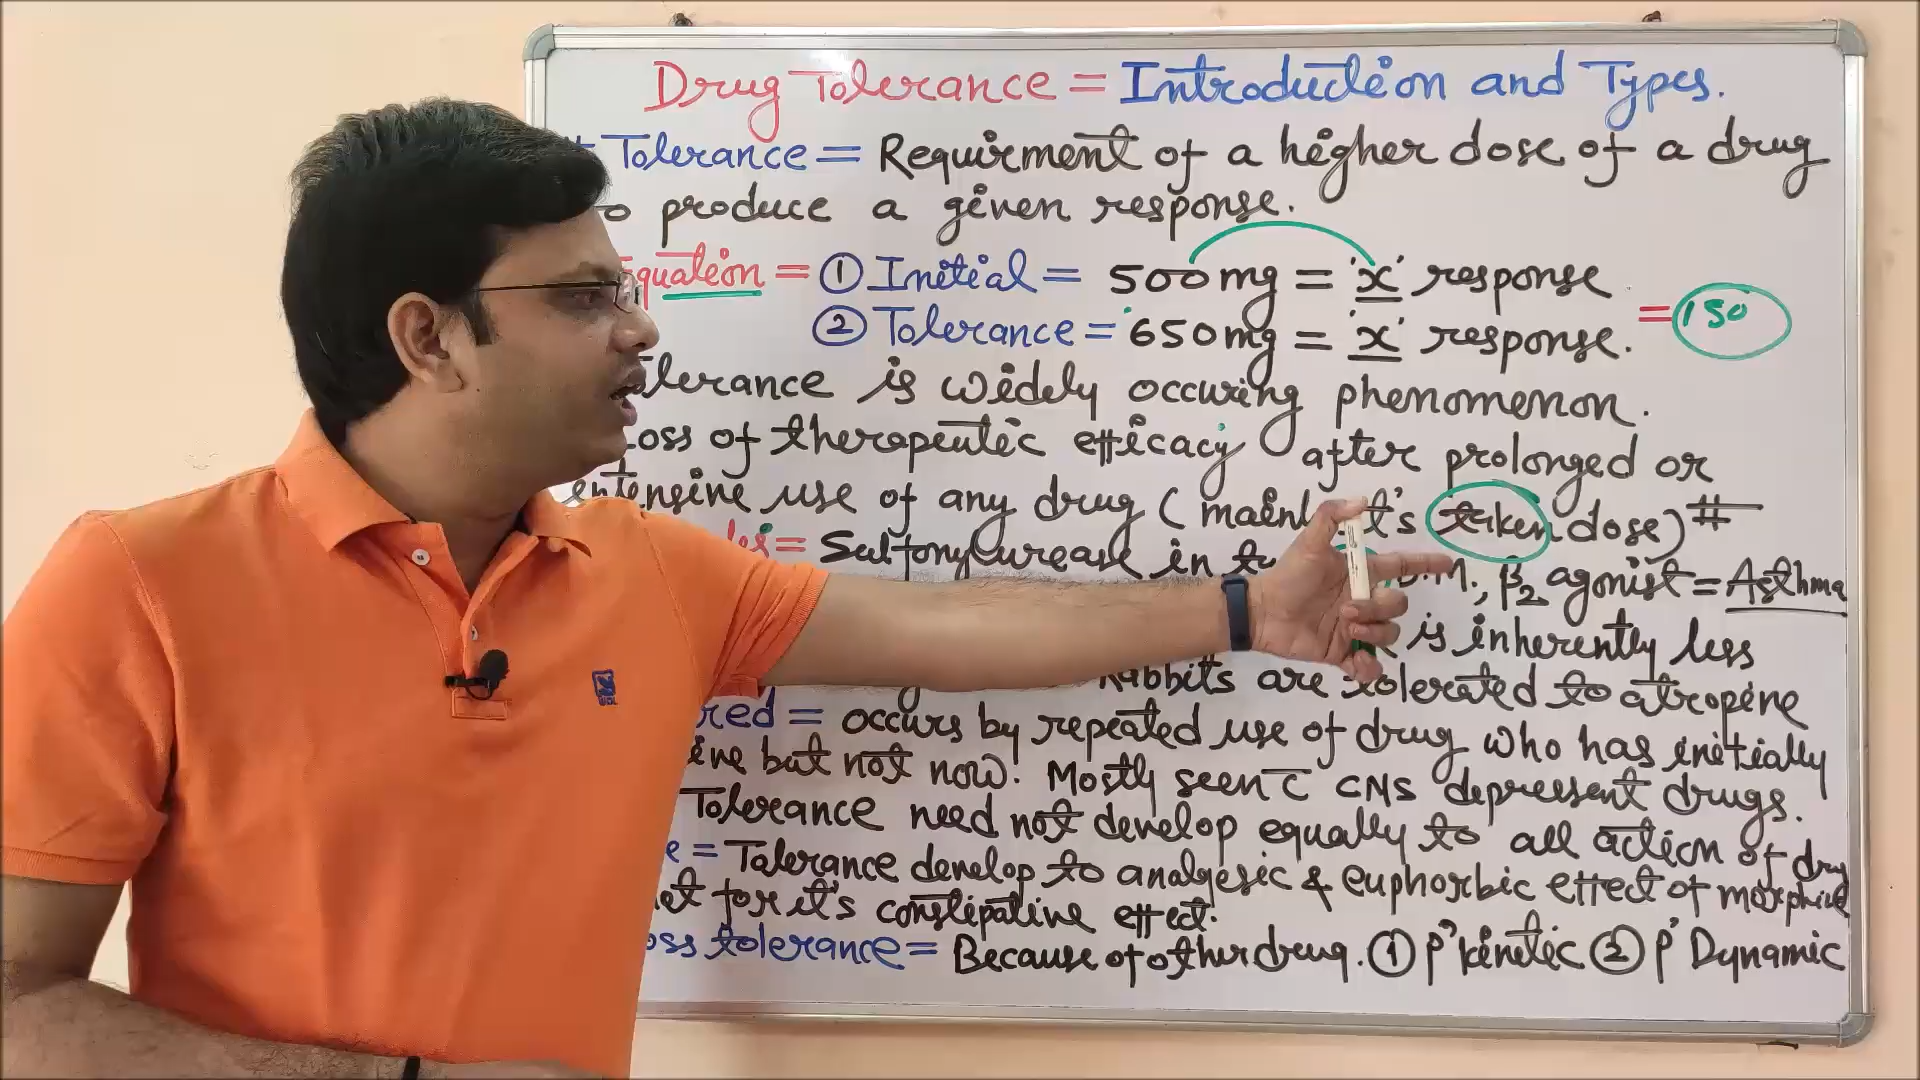 Drug Tolerance = Introduction and Types.
Tolerance = Requirment of a higher dose of a drug
produce a given response.
Equation = ① Initial = 500mg = 'x' response
② Tolerance = 650mg = 'x' response. = 150
Tolerance is widely occuring phenomenon.
Loss of therapeutic efficacy after prolonged or
intensive use of any drug (mainly it's taken dose) #
Sulfonylureas in D.M, β2 agonist = Asthma
is inherently less
Rabbits are tolerated to atropine
red = occurs by repeated use of drug who has initially
but not now. Mostly seen c̄ CNS depressent drugs.
Tolerance need not develop equally to all action of drug
e = Tolerance develop to analgesic & euphorbic effect of morphine
for it's constipative effect.
oss tolerance = Because of other drug. ① P'kinetic ② P' Dynamic